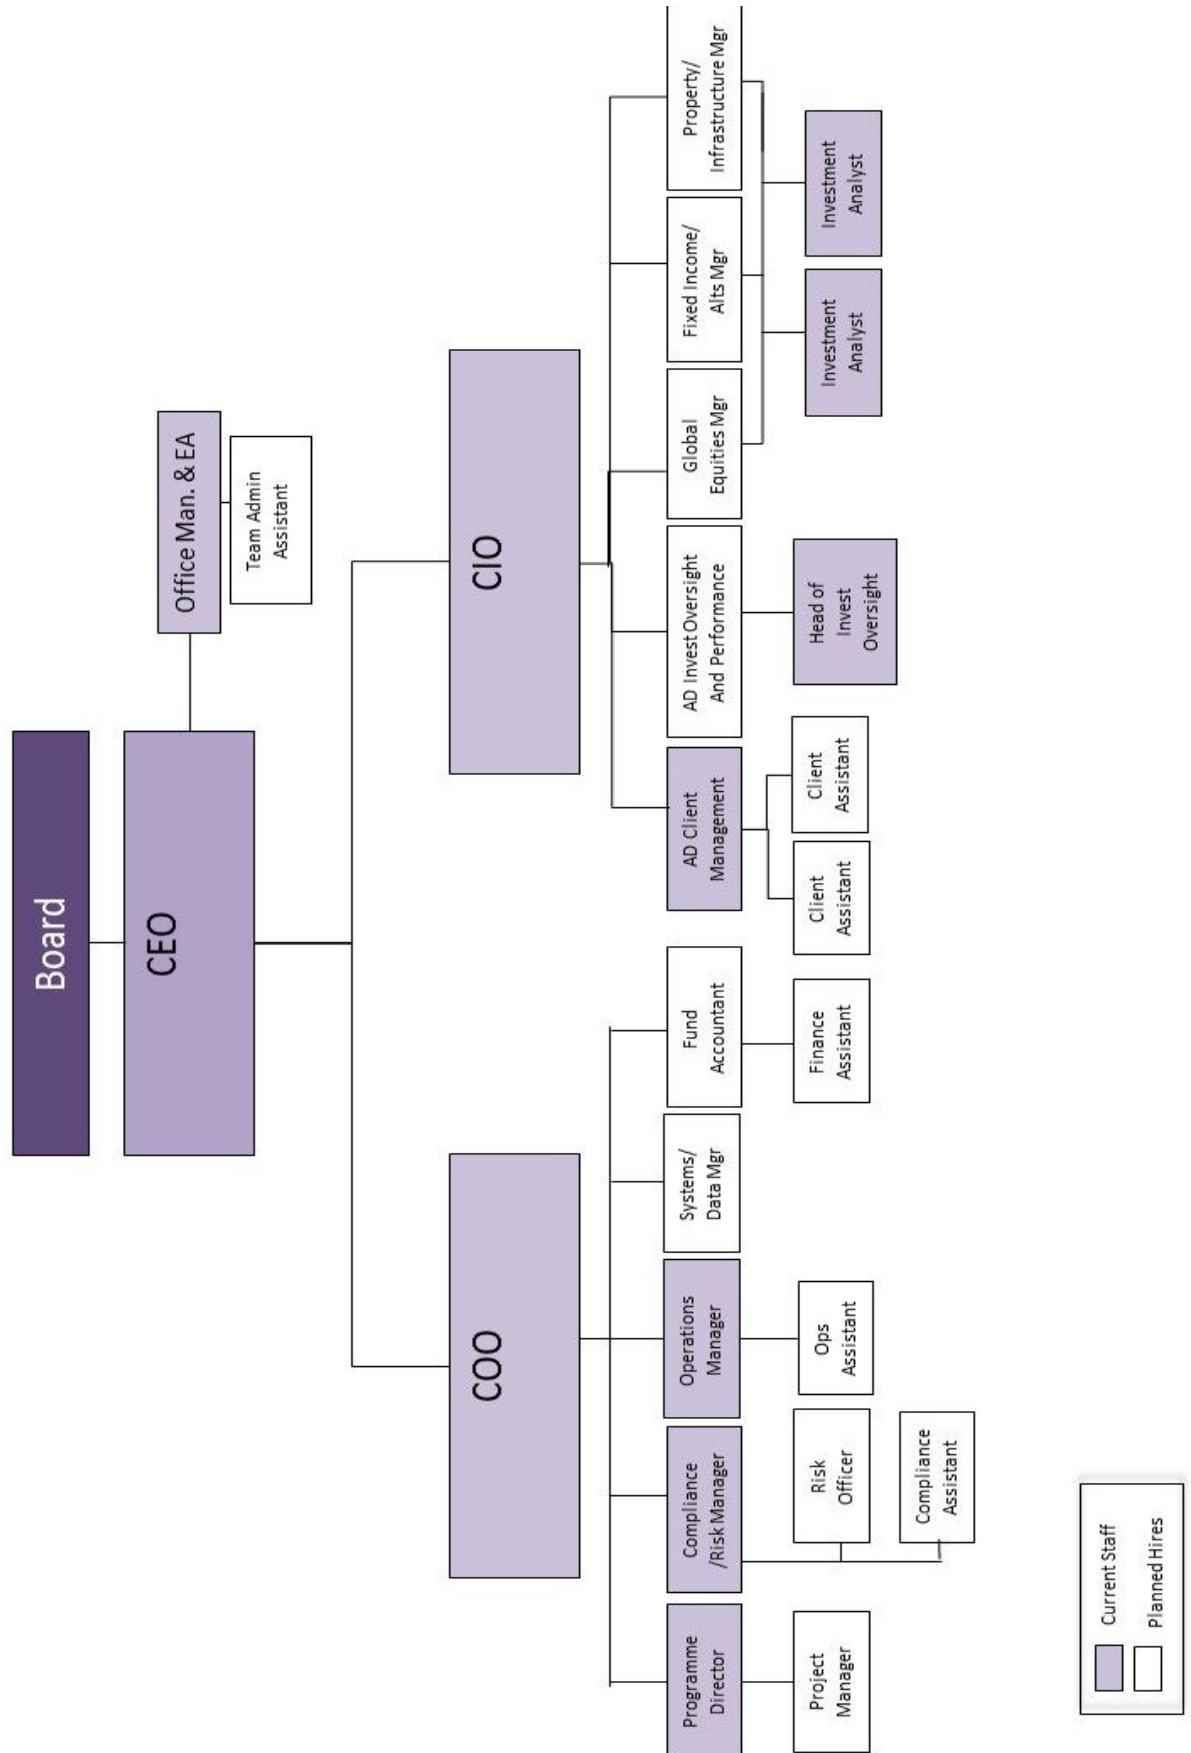 Board
CEO
Office Man. & EA
Team Admin
Assistant
COO
CIO
Programme
Director
Compliance
/Risk Manager
Operations
Manager
Systems/
Data Mgr
Fund
Accountant
AD Client
Management
AD Invest Oversight
And Performance
Global
Equities Mgr
Fixed Income/
Alts Mgr
Property/
Infrastructure Mgr
Project
Manager
Risk
Officer
Compliance
Assistant
Ops
Assistant
Finance
Assistant
Client
Assistant
Client
Assistant
Head of
Invest
Oversight
Investment
Analyst
Investment
Analyst
Current Staff
Planned Hires